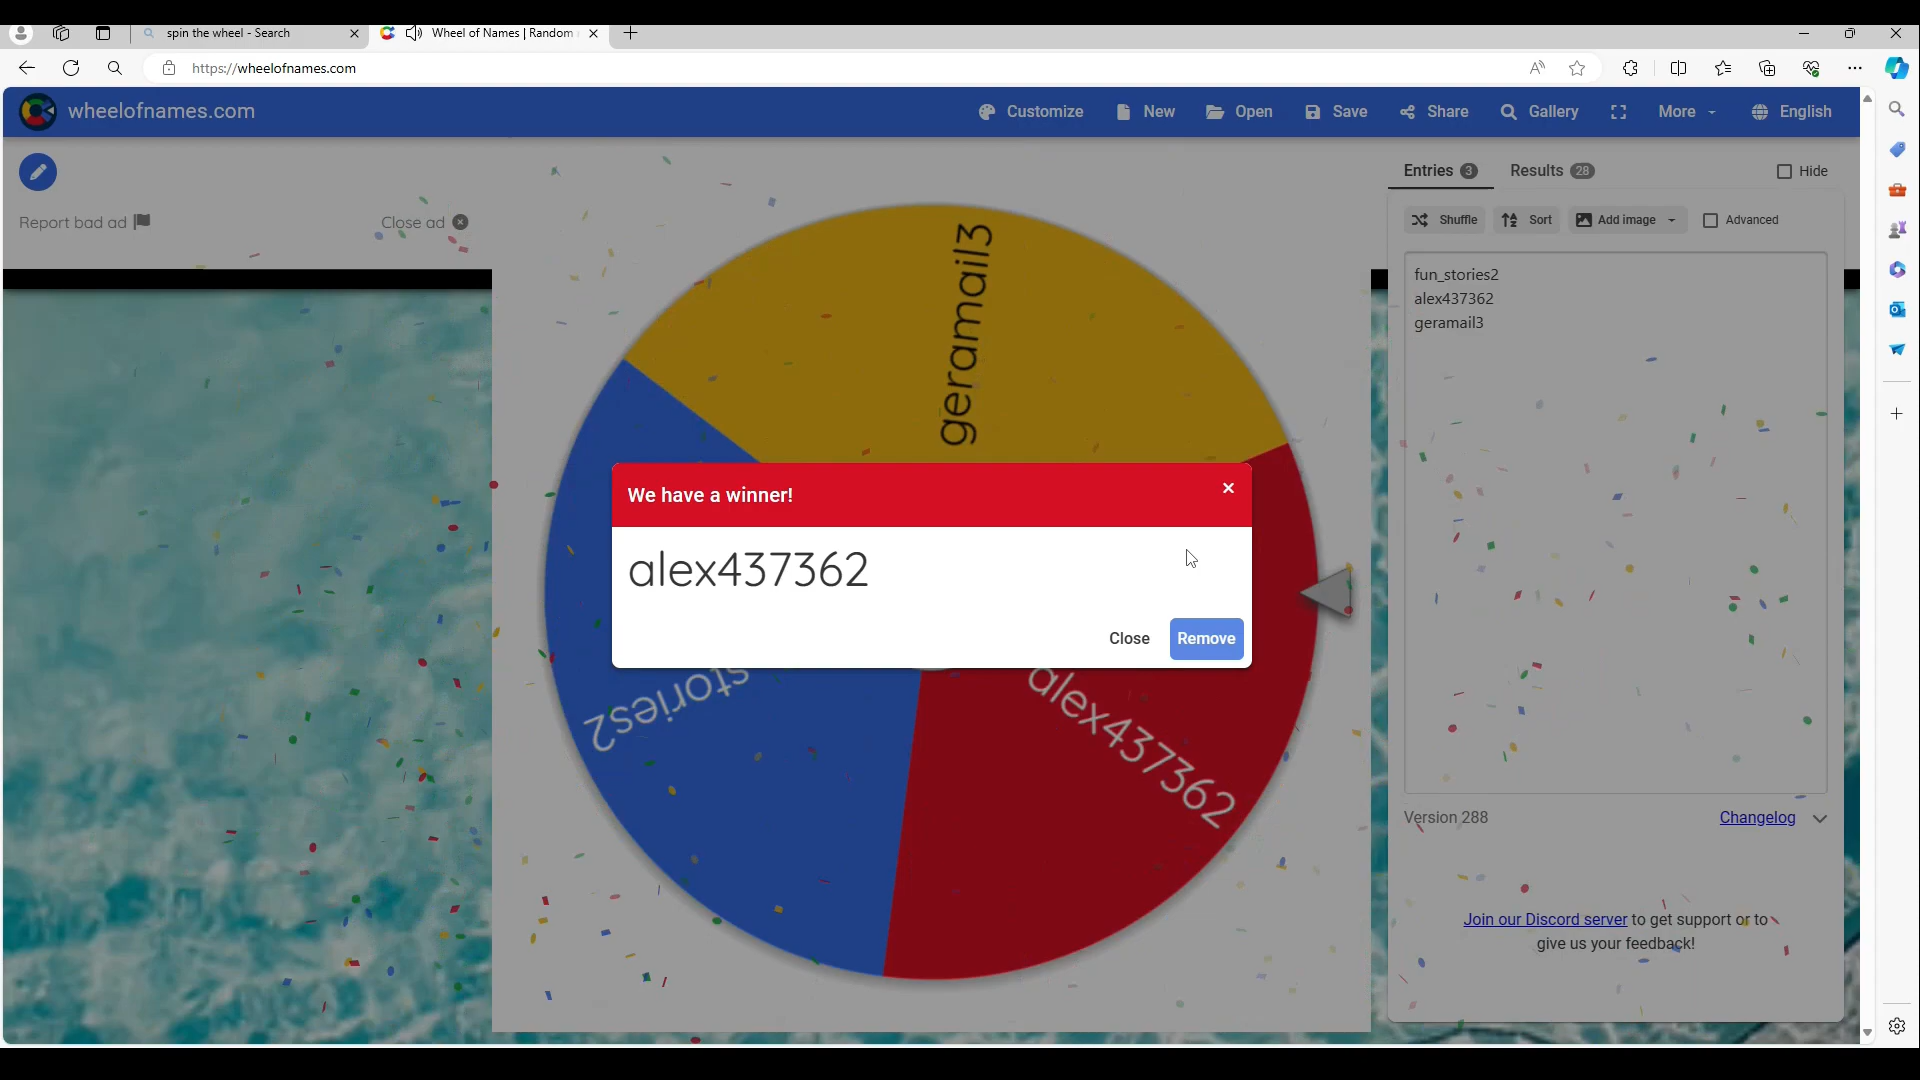 spin the wheel - Search
Wheel of Names | Random
https://wheelofnames.com
wheelofnames.com
Customize
New
Open
Save
Share
Gallery
More
English
Report bad ad
Close ad
Entries 3
Results 28
Hide
Shuffle
Sort
Add image
Advanced
fun_stories2
alex437362
geramail3
geramail3
We have a winner!
alex437362
Close
Remove
stories2
alex437362
Version 288
Changelog
Join our Discord server to get support or to
give us your feedback!